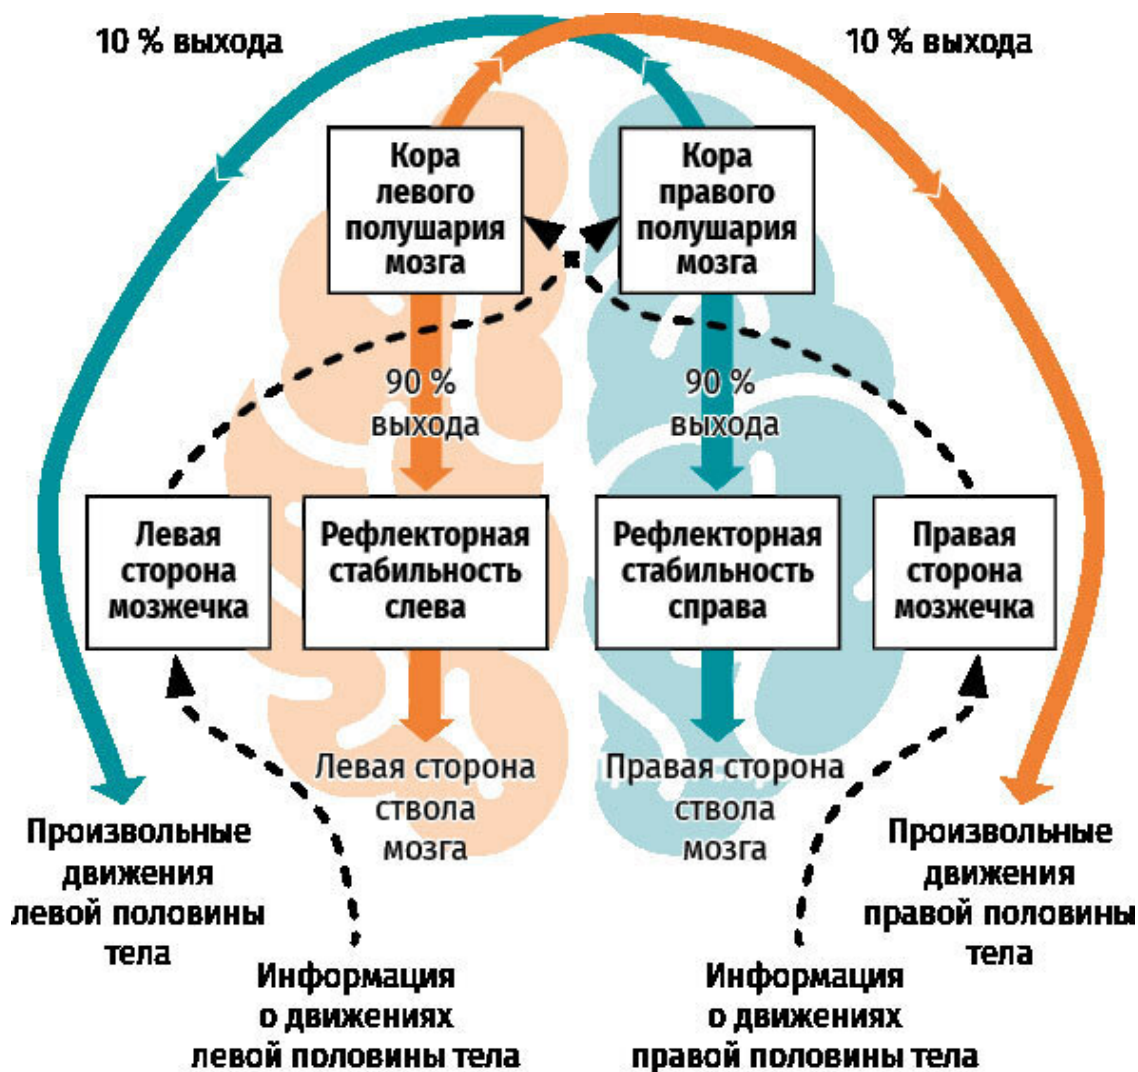 10 % выхода
10 % выхода
Кора
левого
полушария
мозга
Кора
правого
полушария
мозга
90 %
выхода
90 %
выхода
Левая
сторона
мозжечка
Рефлекторная
стабильность
слева
Рефлекторная
стабильность
справа
Правая
сторона
мозжечка
Левая сторона
ствола
мозга
Правая сторона
ствола
мозга
Произвольные
движения
левой половины
тела
Произвольные
движения
правой половины
тела
Информация
о движениях
левой половины тела
Информация
о движениях
правой половины тела